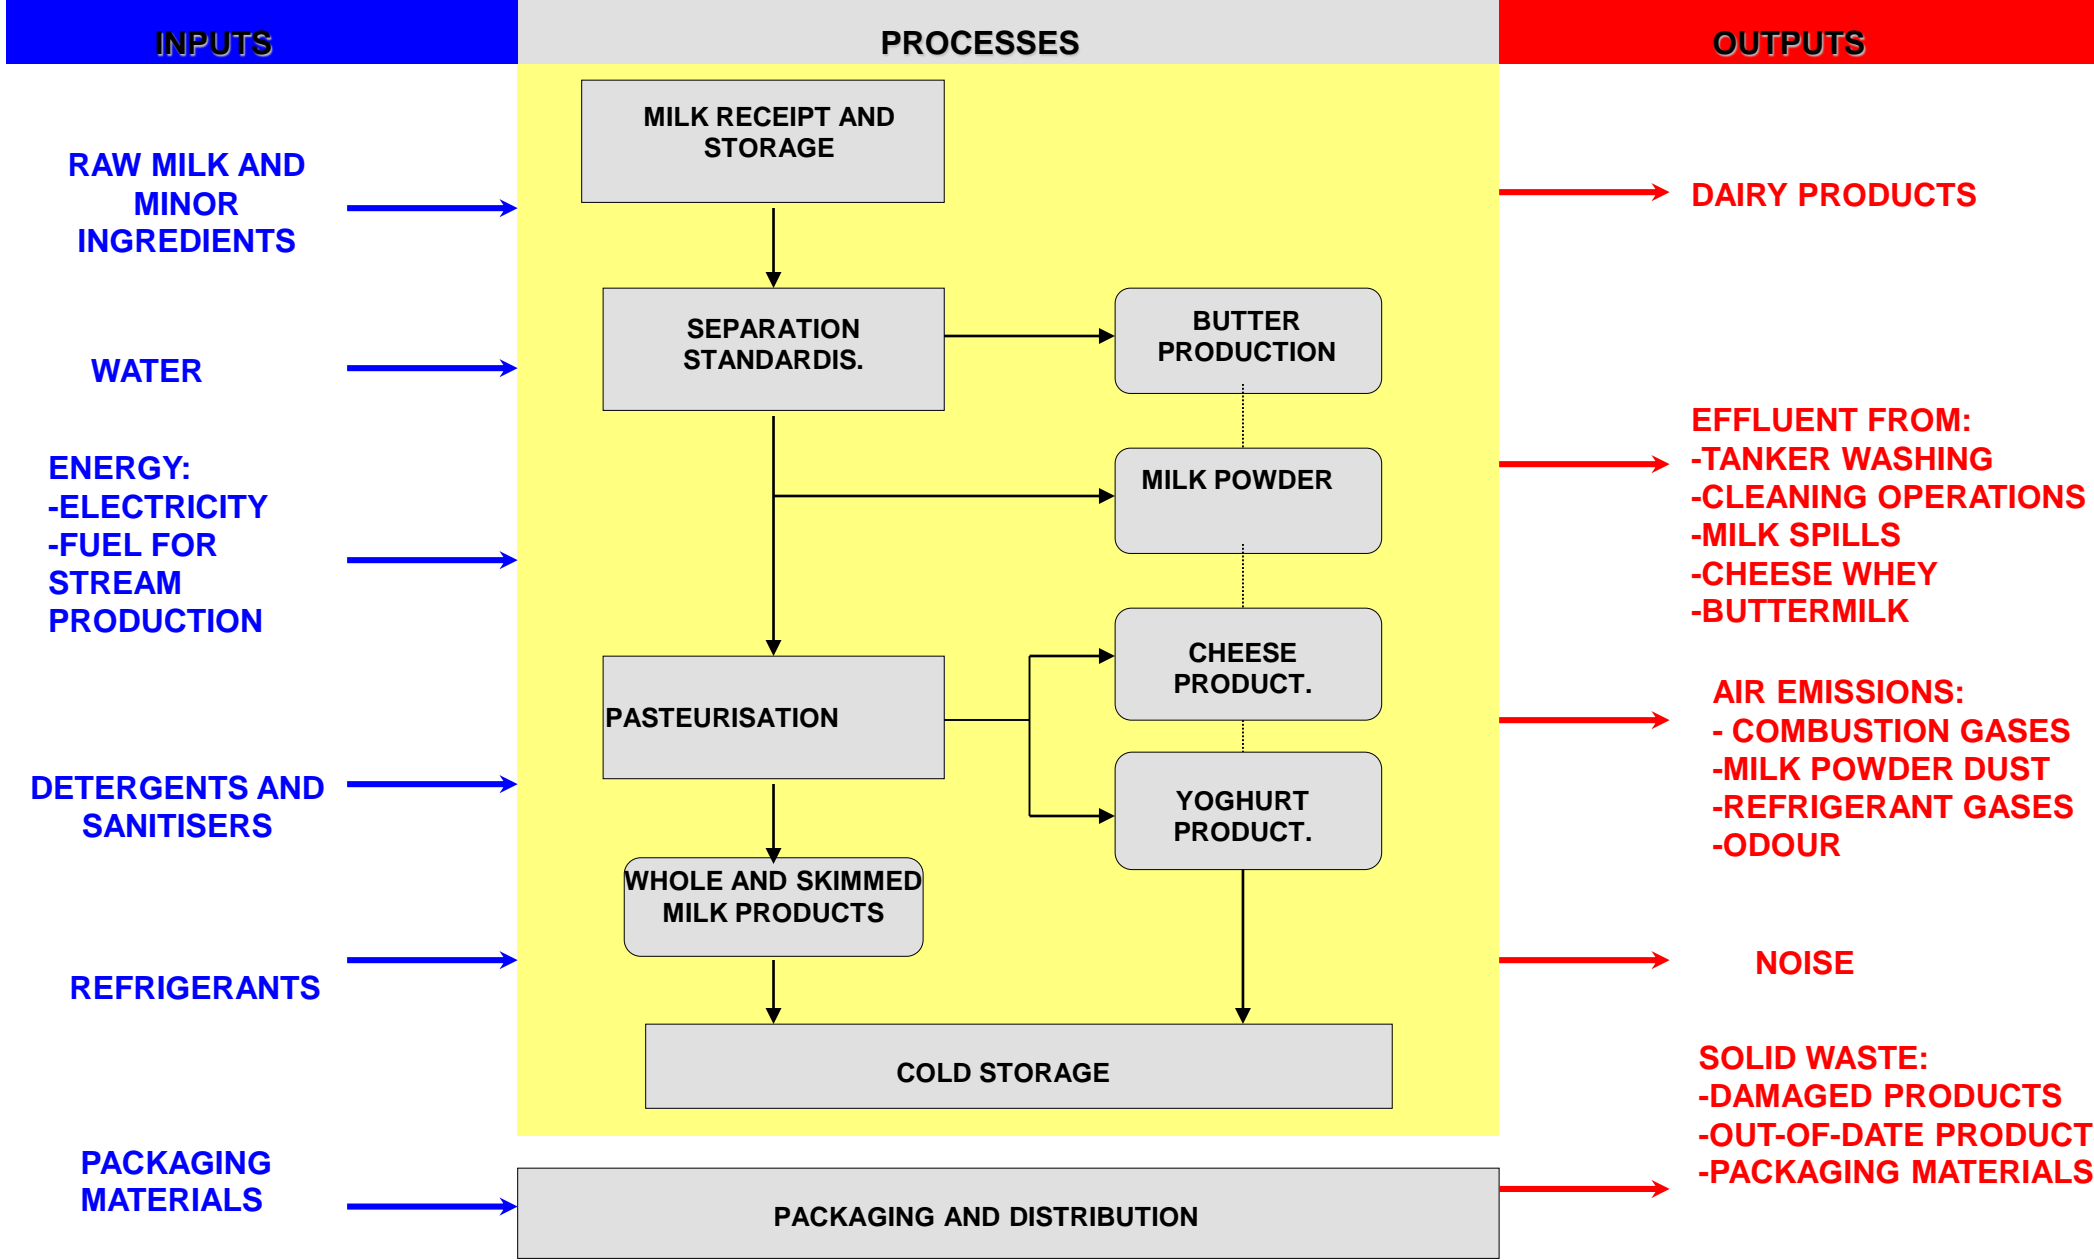 INPUTS
PROCESSES
OUTPUTS
RAW MILK AND
MINOR
INGREDIENTS
WATER
ENERGY:
-ELECTRICITY
-FUEL FOR
STREAM
PRODUCTION
DETERGENTS AND
SANITISERS
REFRIGERANTS
PACKAGING
MATERIALS
MILK RECEIPT AND
STORAGE
SEPARATION
STANDARDIS.
BUTTER
PRODUCTION
MILK POWDER
PASTEURISATION
CHEESE
PRODUCT.
YOGHURT
PRODUCT.
WHOLE AND SKIMMED
MILK PRODUCTS
COLD STORAGE
PACKAGING AND DISTRIBUTION
DAIRY PRODUCTS
EFFLUENT FROM:
-TANKER WASHING
-CLEANING OPERATIONS
-MILK SPILLS
-CHEESE WHEY
-BUTTERMILK
AIR EMISSIONS:
- COMBUSTION GASES
-MILK POWDER DUST
-REFRIGERANT GASES
-ODOUR
NOISE
SOLID WASTE:
-DAMAGED PRODUCTS
-OUT-OF-DATE PRODUCT
-PACKAGING MATERIALS